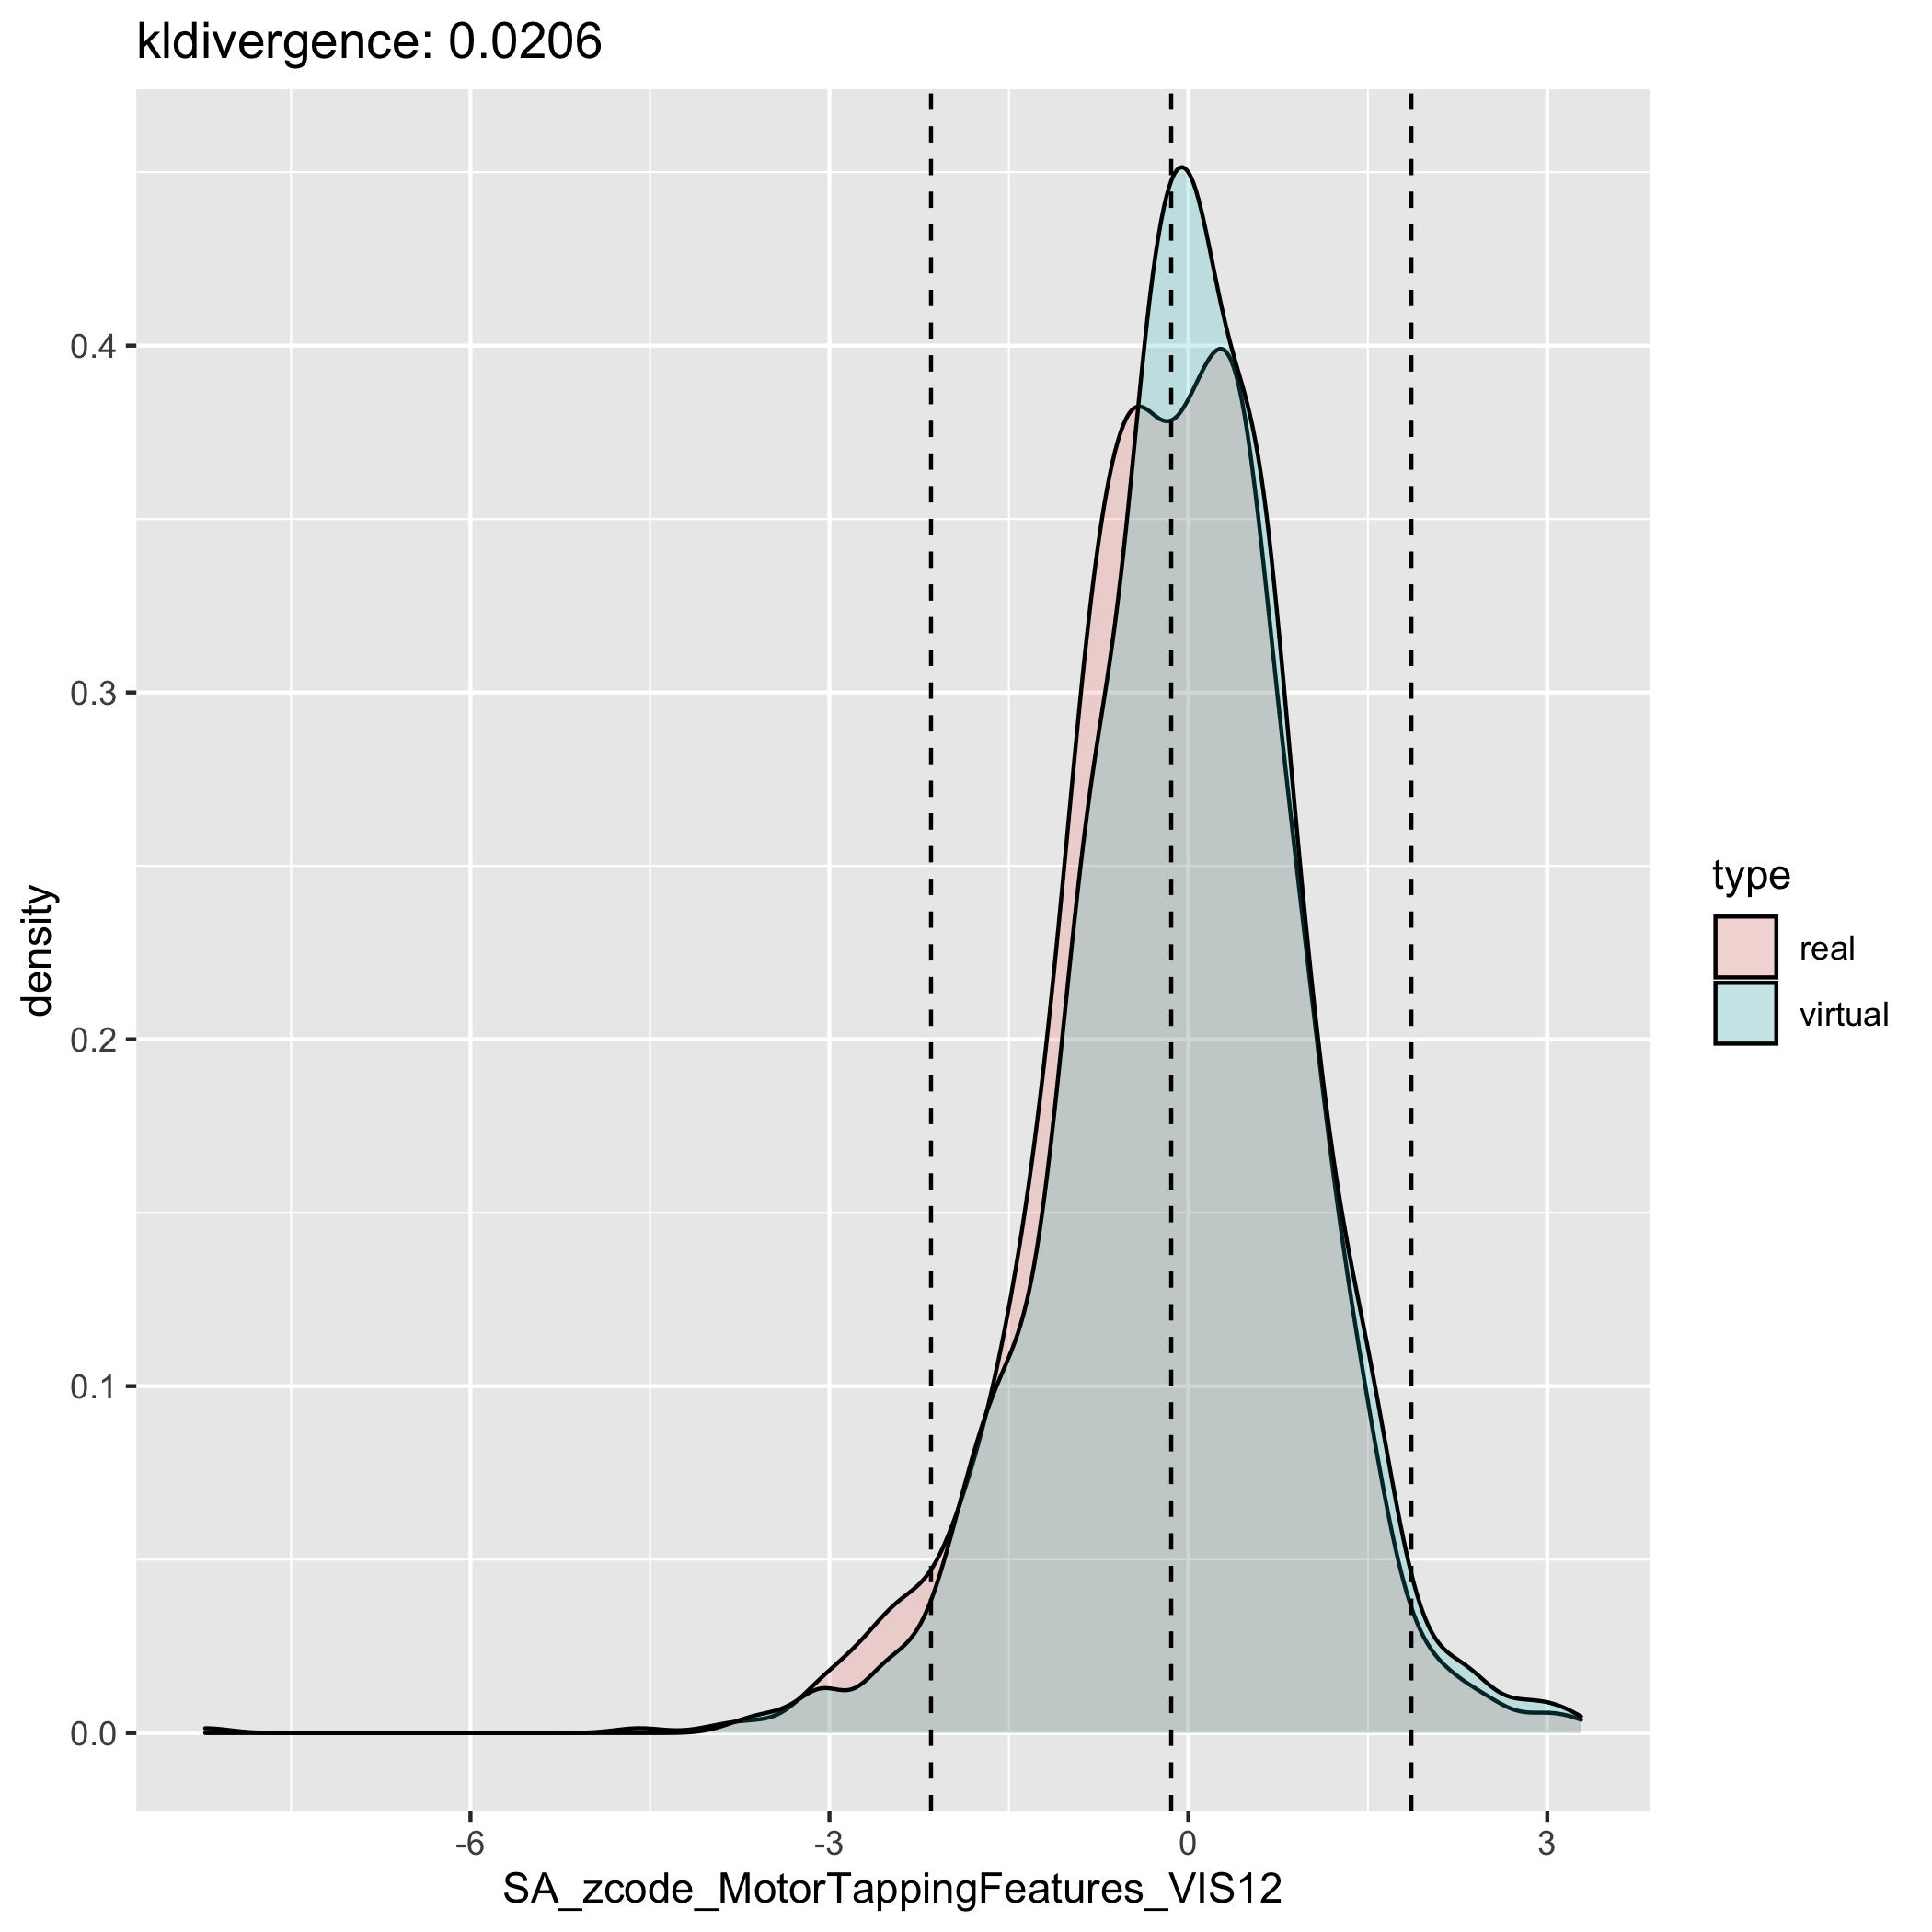 kldivergence: 0.0206
0.4
0.3
0.2
0.1
0.0
density
-6
-3
0
3
SA_zcode_MotorTappingFeatures_VIS12
type
real
virtual